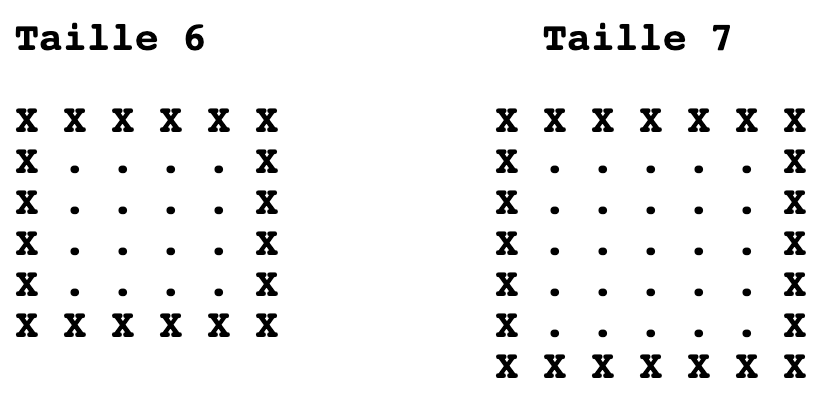 Taille 6 Taille 7
X X X X X X X X X X X X X
X . . . . X X . . . . . X
X . . . . X X . . . . . X
X . . . . X X . . . . . X
X . . . . X X . . . . . X
X X X X X X X . . . . . X
X X X X X X X